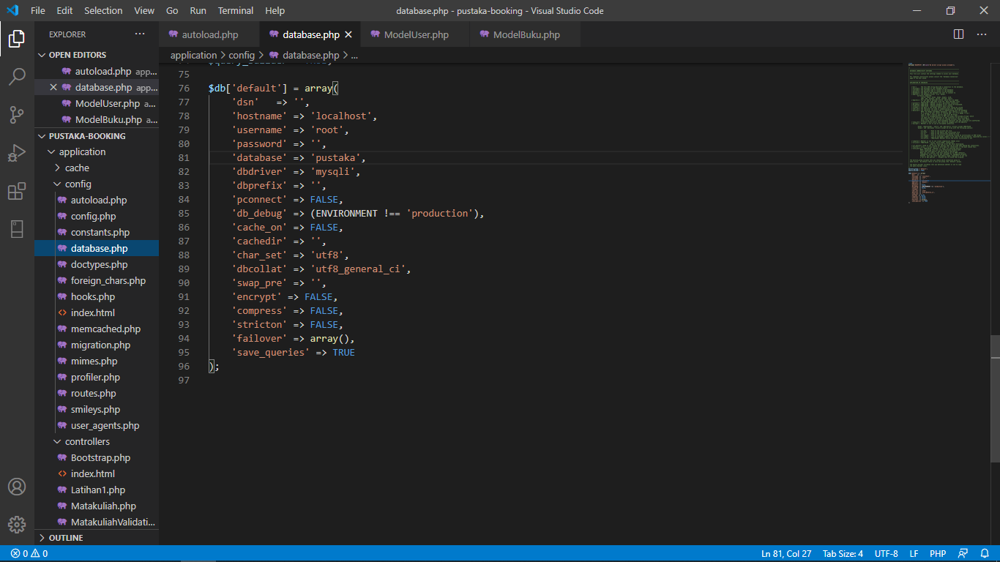 File Edit Selection View Go Run Terminal Help
database.php - pustaka-booking - Visual Studio Code
EXPLORER
OPEN EDITORS
autoload.php app...
database.php app...
ModelUser.php a...
ModelBuku.php a...
PUSTAKA-BOOKING
application
cache
config
autoload.php
config.php
constants.php
database.php
doctypes.php
foreign_chars.php
hooks.php
index.html
memcached.php
migration.php
mimes.php
profiler.php
routes.php
smileys.php
user_agents.php
controllers
Bootstrap.php
index.html
Latihan1.php
Matakuliah.php
MatakuliahValidati...
OUTLINE
autoload.php database.php ModelUser.php ModelBuku.php
application > config > database.php > ...
75
76 $db['default'] = array(
77 'dsn' => '',
78 'hostname' => 'localhost',
79 'username' => 'root',
80 'password' => '',
81 'database' => 'pustaka',
82 'dbdriver' => 'mysqli',
83 'dbprefix' => '',
84 'pconnect' => FALSE,
85 'db_debug' => (ENVIRONMENT !== 'production'),
86 'cache_on' => FALSE,
87 'cachedir' => '',
88 'char_set' => 'utf8',
89 'dbcollat' => 'utf8_general_ci',
90 'swap_pre' => '',
91 'encrypt' => FALSE,
92 'compress' => FALSE,
93 'stricton' => FALSE,
94 'failover' => array(),
95 'save_queries' => TRUE
96 );
97
0 0 Ln 81, Col 27 Tab Size: 4 UTF-8 LF PHP